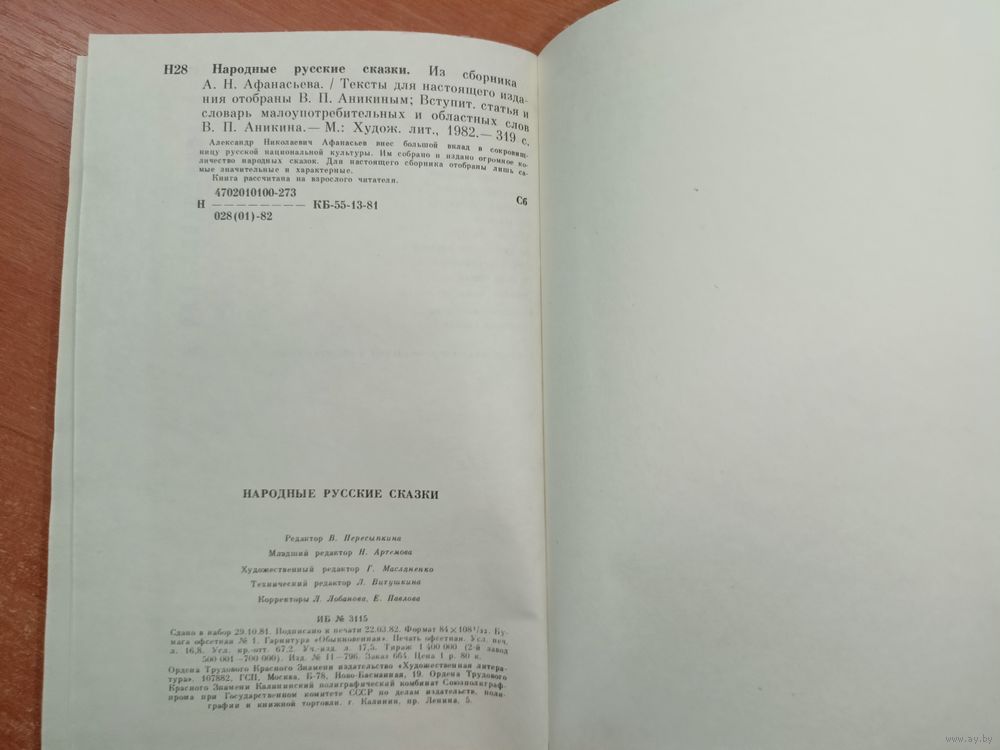 Н28 Народные русские сказки. Из сборника
А. Н. Афанасьева. / Тексты для настоящего изда-
ния отобраны В. П. Аникиным; Вступит. статья и
словарь малоупотребительных и областных слов
В. П. Аникина.— М.: Худож. лит., 1982.— 319 с.
Александр Николаевич Афанасьев внес большой вклад в сокровищ-
ницу русской национальной культуры. Им собрано и издано огромное ко-
личество народных сказок. Для настоящего сборника отобраны лишь са-
мые значительные и характерные.
Книга рассчитана на взрослого читателя.
4702010100-273
Н ———————— КБ-55-13-81 С6
028(01)-82
НАРОДНЫЕ РУССКИЕ СКАЗКИ
Редактор В. Пересыпкина
Младший редактор Н. Артемова
Художественный редактор Г. Масляненко
Технический редактор Л. Витушкина
Корректоры Л. Лобанова, Е. Павлова
ИБ № 3115
Сдано в набор 29.10.81. Подписано к печати 22.03.82. Формат 84×108¹/₃₂. Бу-
мага офсетная № 1. Гарнитура «Обыкновенная». Печать офсетная. Усл. печ.
л. 16,8. Усл. кр.-отт. 67,2. Уч.-изд. л. 17,5. Тираж 1 400 000 (2-й завод
500 001—700 000). Изд. № II—796. Заказ 664. Цена 1 р. 80 к.
Ордена Трудового Красного Знамени издательство «Художественная литера-
тура», 107882, ГСП, Москва, Б-78, Ново-Басманная, 19. Ордена Трудового
Красного Знамени Калининский полиграфический комбинат Союзполиграф-
прома при Государственном комитете СССР по делам издательств, поли-
графии и книжной торговли. г. Калинин, пр. Ленина, 5.
www.ay.by